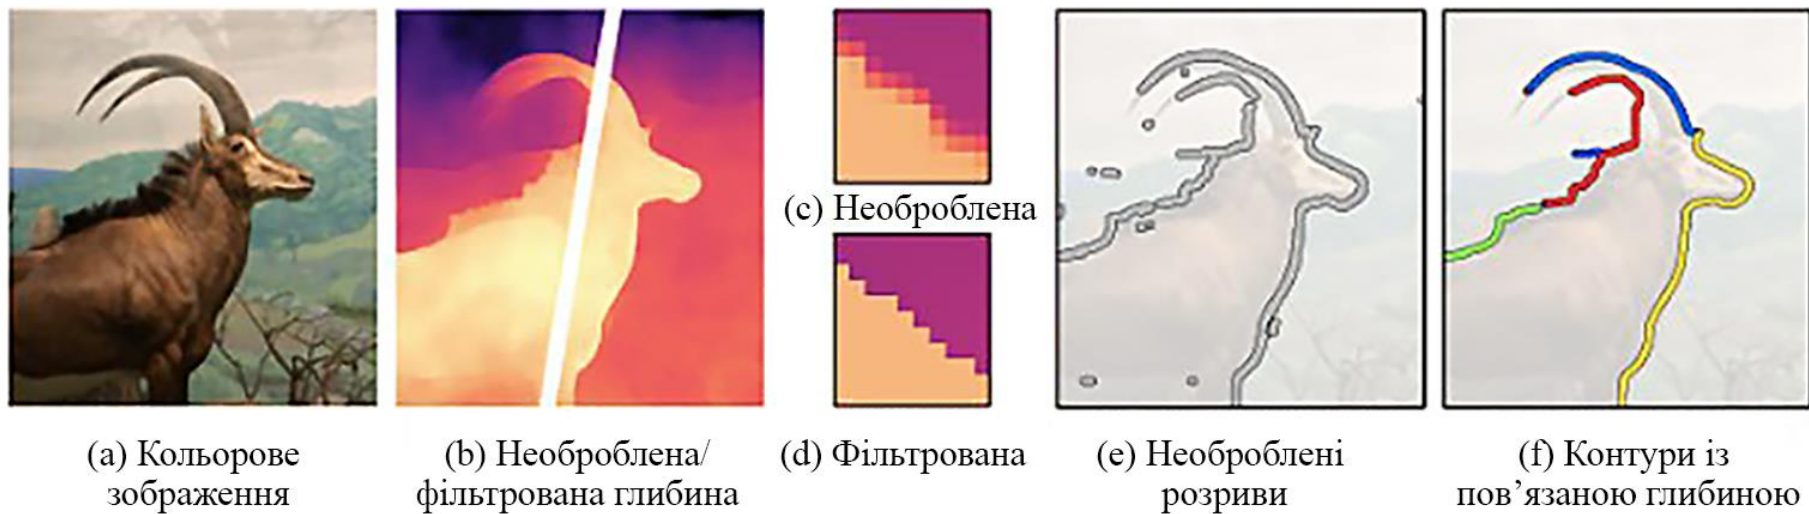 (c) Необроблена
(a) Кольорове
зображення
(b) Необроблена/
фільтрована глибина
(d) Фільтрована
(e) Необроблені
розриви
(f) Контури із
пов’язаною глибиною